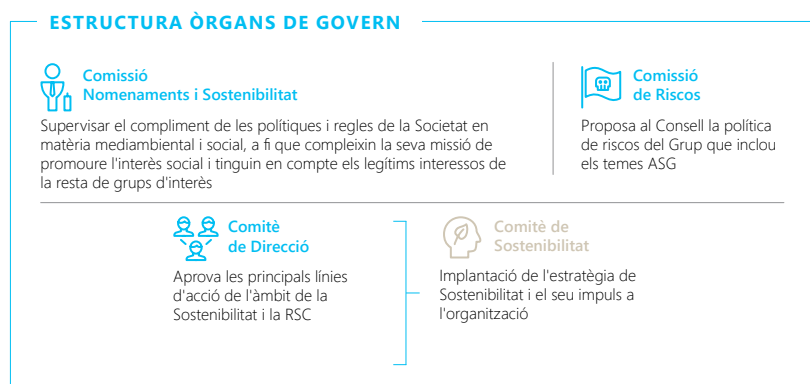 ESTRUCTURA ÒRGANS DE GOVERN
Comissió
Nomenaments i Sostenibilitat
Supervisar el compliment de les polítiques i regles de la Societat en
matèria mediambiental i social, a fi que compleixin la seva missió de
promoure l'interès social i tinguin en compte els legítims interessos de
la resta de grups d'interès
Comissió
de Riscos
Proposa al Consell la política
de riscos del Grup que inclou
els temes ASG
Comitè
de Direcció
Aprova les principals línies
d'acció de l'àmbit de la
Sostenibilitat i la RSC
Comitè de
Sostenibilitat
Implantació de l'estratègia de
Sostenibilitat i el seu impuls a
l'organització